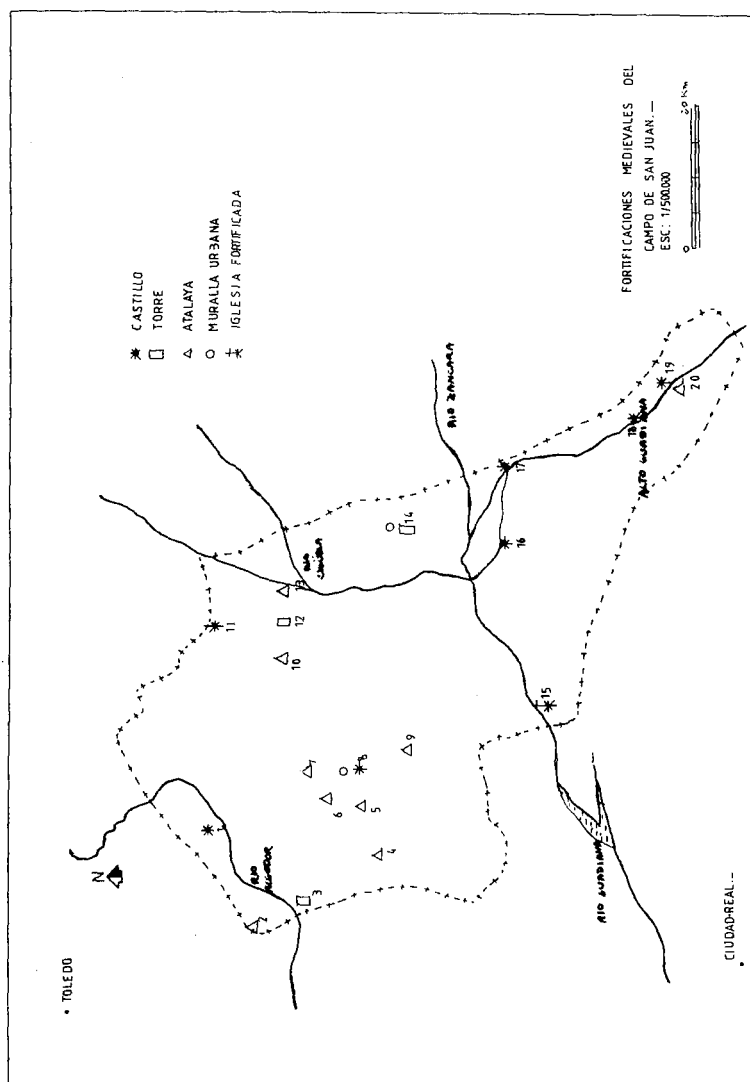 • TOLEDO
N
✳ CASTILLO
□ TORRE
△ ATALAYA
○ MURALLA URBANA
IGLESIA FORTIFICADA
RIO
1
2
3
4
5
6
7
8
9
10
11
12
13
14
15
16
17
18
19
20
RIO
RIO ZANCARA
ALTO GUADIANA
RIO GUADIANA
CIUDAD-REAL.—
FORTIFICACIONES MEDIEVALES DEL
CAMPO DE SAN JUAN.—
ESC: 1/500.000
0 20 Km